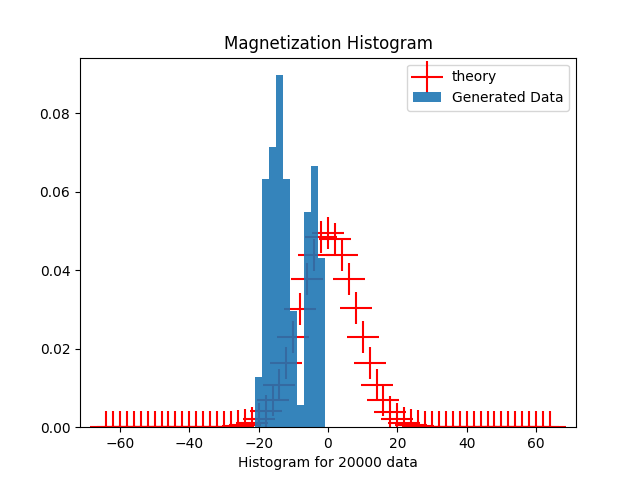 Magnetization Histogram
theory
Generated Data
0.08
0.06
0.04
0.02
0.00
−60 −40 −20 0 20 40 60
Histogram for 20000 data